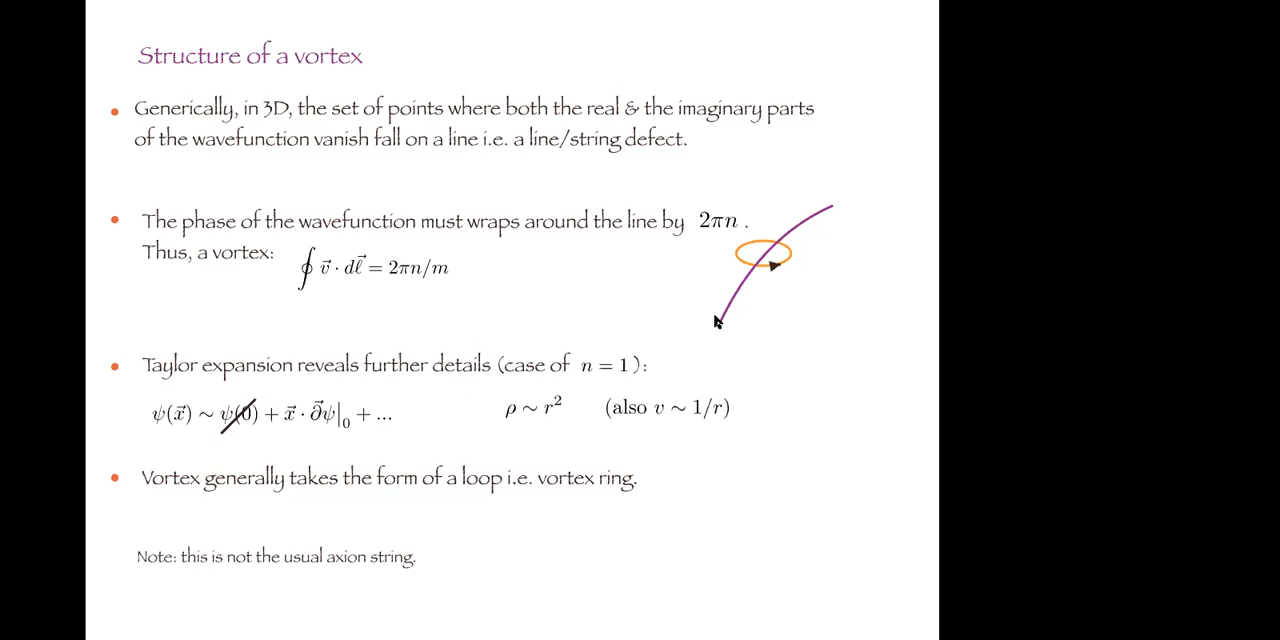 Structure of a vortex
• Generically, in 3D, the set of points where both the real & the imaginary parts
of the wavefunction vanish fall on a line i.e. a line/string defect.
• The phase of the wavefunction must wraps around the line by 2πn .
Thus, a vortex: ∮ v⃗ · dℓ⃗ = 2πn/m
• Taylor expansion reveals further details (case of n = 1 ):
ψ(x⃗) ∼ ψ(0) + x⃗ · ∂⃗ψ|₀ + ... ρ ∼ r² (also v ∼ 1/r)
• Vortex generally takes the form of a loop i.e. vortex ring.
Note: this is not the usual axion string.